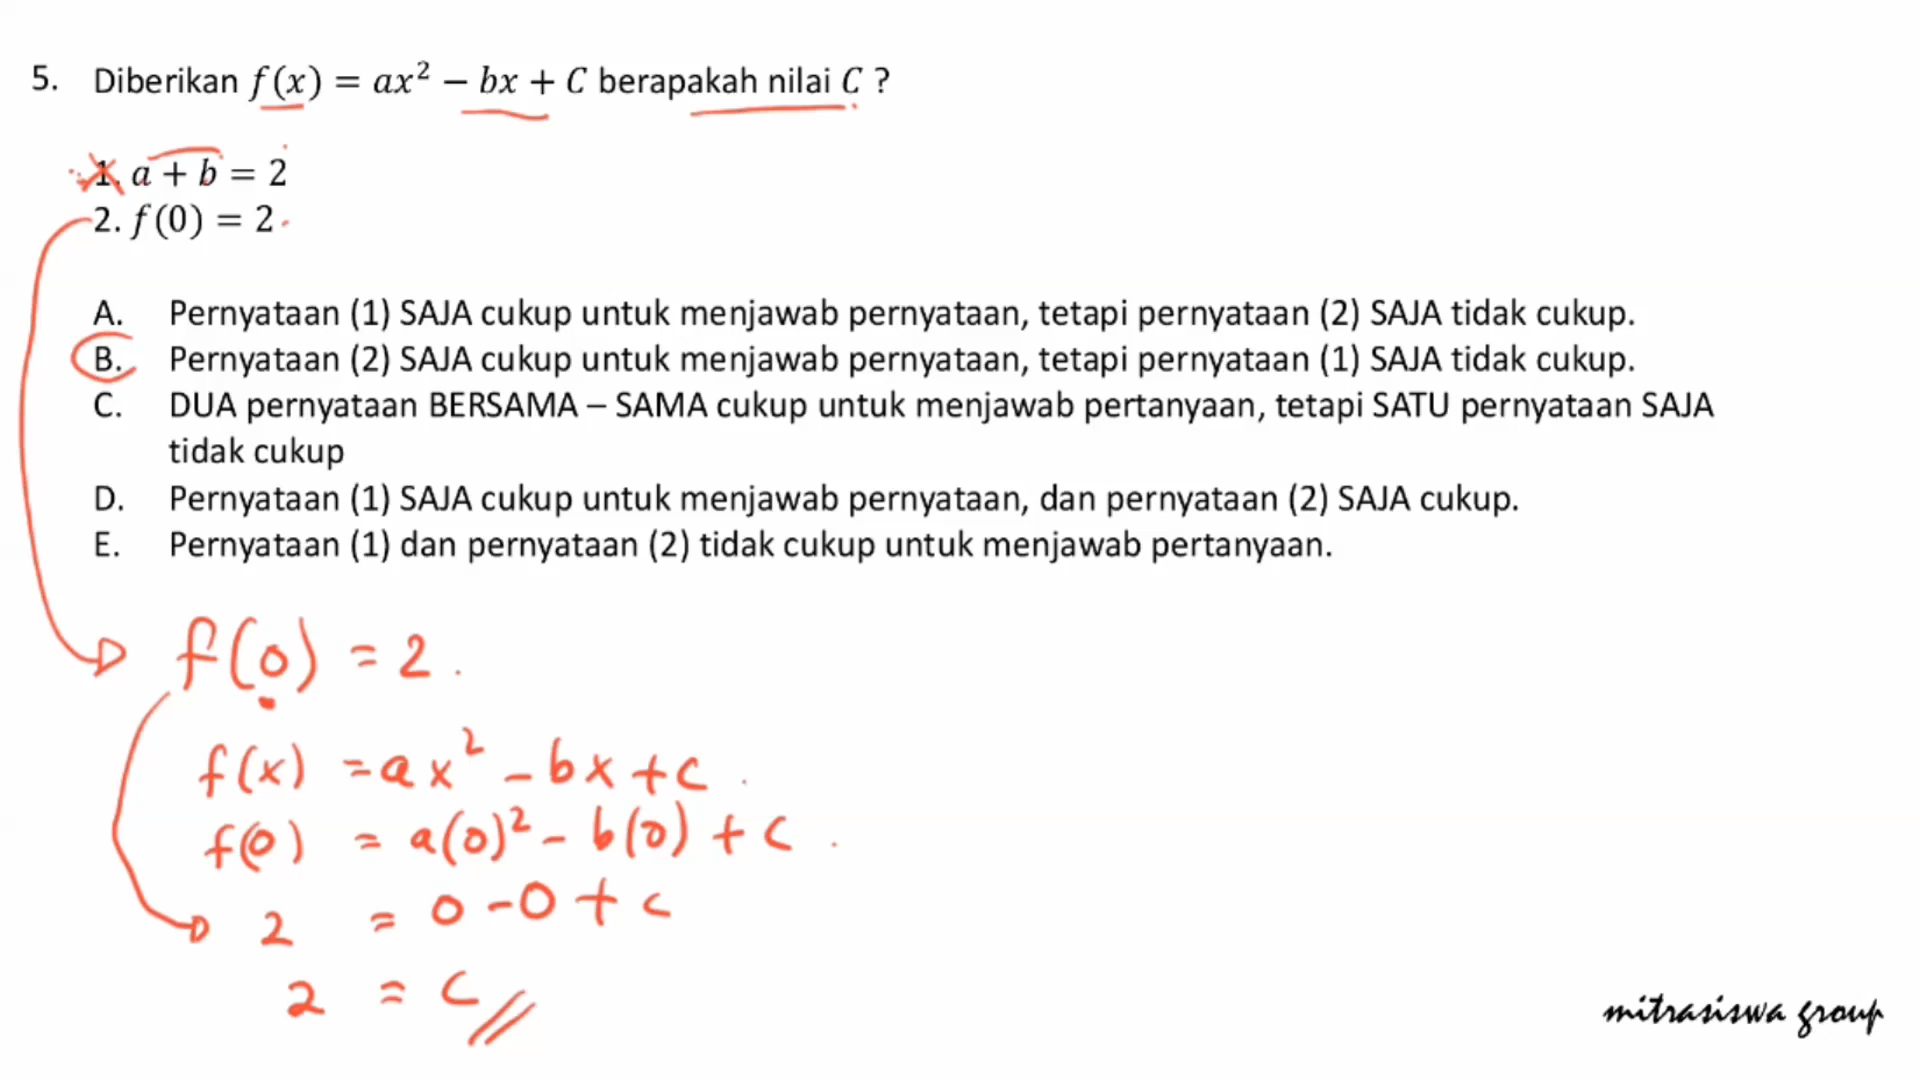 5. Diberikan f(x) = ax² − bx + C berapakah nilai C ?
1. a + b = 2
2. f(0) = 2
A. Pernyataan (1) SAJA cukup untuk menjawab pernyataan, tetapi pernyataan (2) SAJA tidak cukup.
B. Pernyataan (2) SAJA cukup untuk menjawab pernyataan, tetapi pernyataan (1) SAJA tidak cukup.
C. DUA pernyataan BERSAMA – SAMA cukup untuk menjawab pertanyaan, tetapi SATU pernyataan SAJA
tidak cukup
D. Pernyataan (1) SAJA cukup untuk menjawab pernyataan, dan pernyataan (2) SAJA cukup.
E. Pernyataan (1) dan pernyataan (2) tidak cukup untuk menjawab pertanyaan.
f(0) = 2.
f(x) = ax² - bx + c
f(0) = a(0)² - b(0) + c
2 = 0 - 0 + c
2 = c
mitrasiswa group